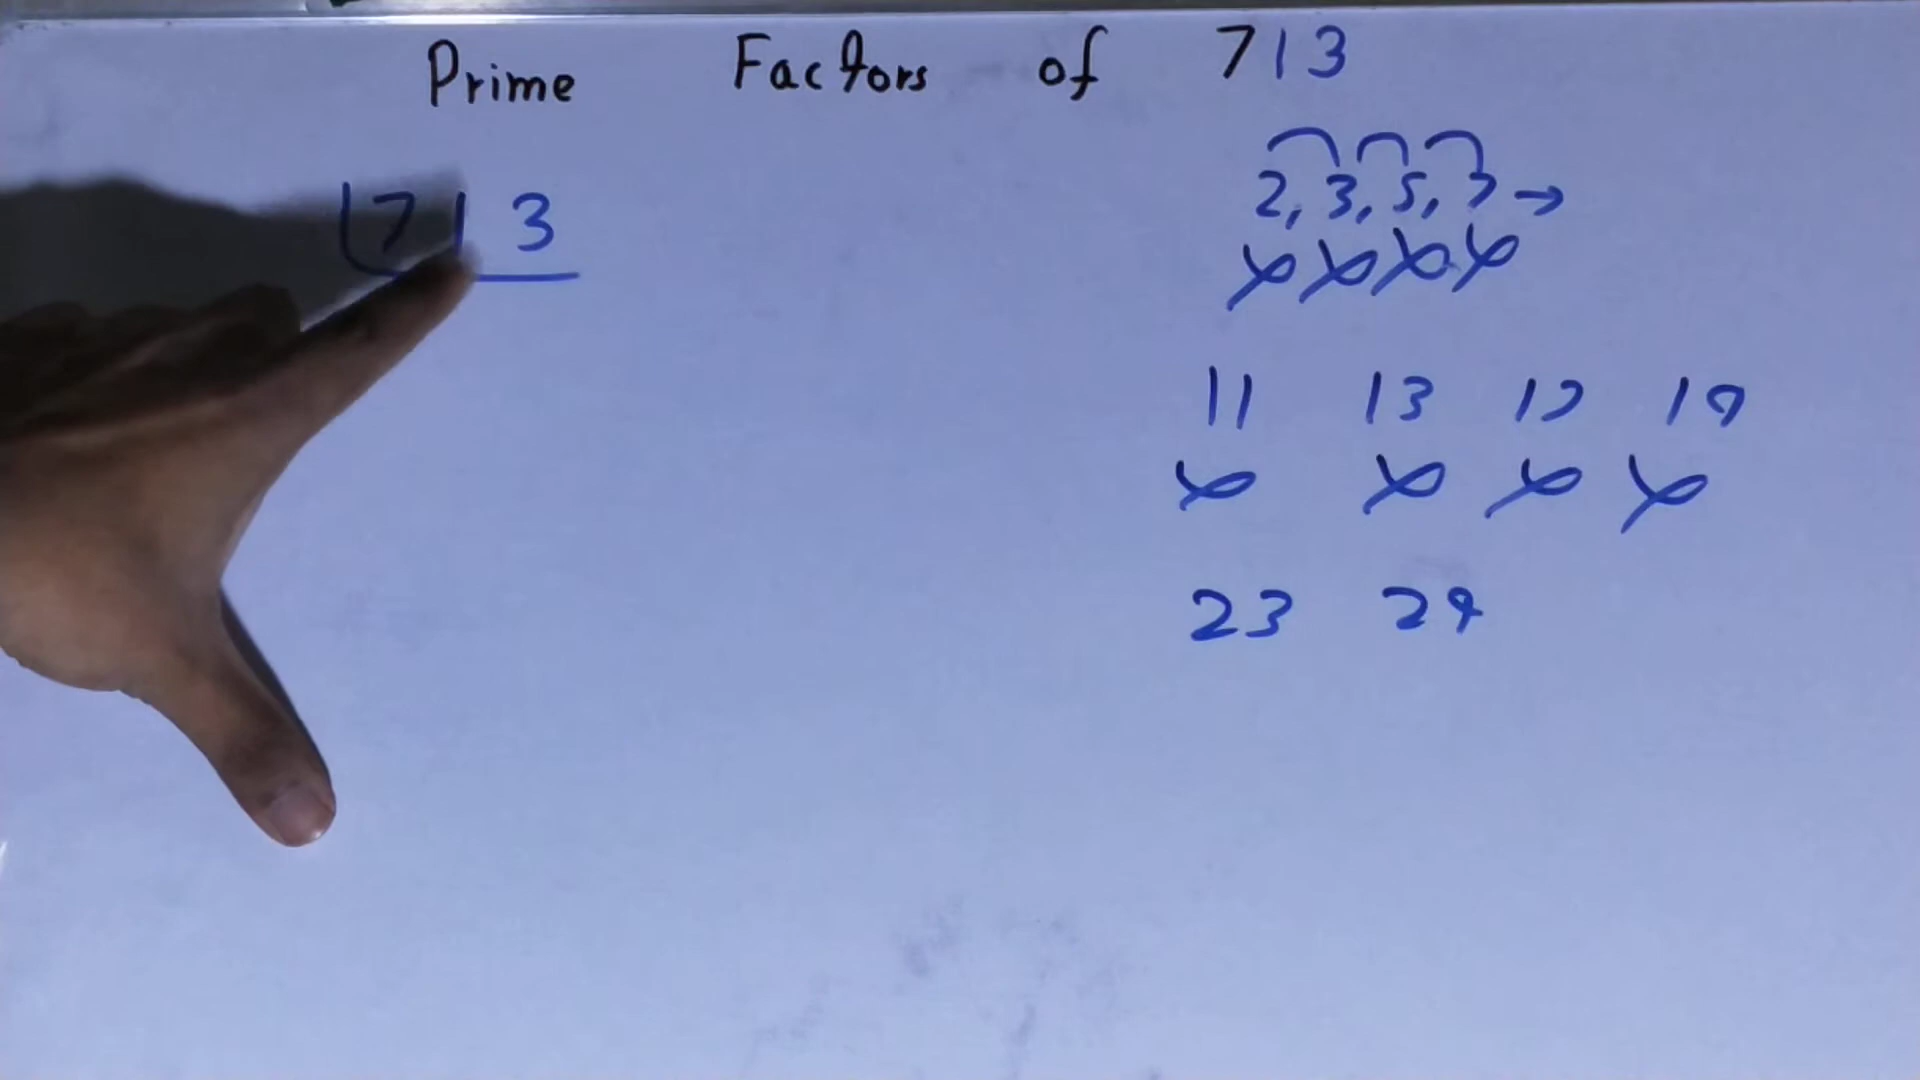 Prime Factors of 713
713
2, 3, 5, 7 →
11 13 17 19
23 29